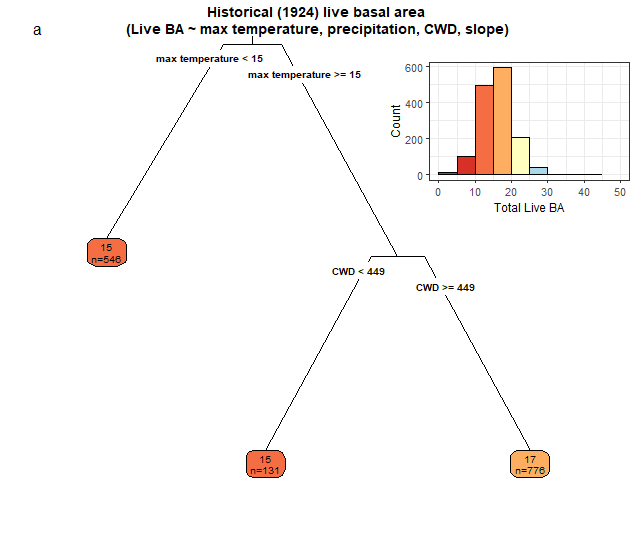 Historical (1924) live basal area
(Live BA ~ max temperature, precipitation, CWD, slope)
a
max temperature < 15
max temperature >= 15
600
400
200
0
Count
0 10 20 30 40 50
Total Live BA
15
n=546
CWD < 449
CWD >= 449
15
n=131
17
n=776